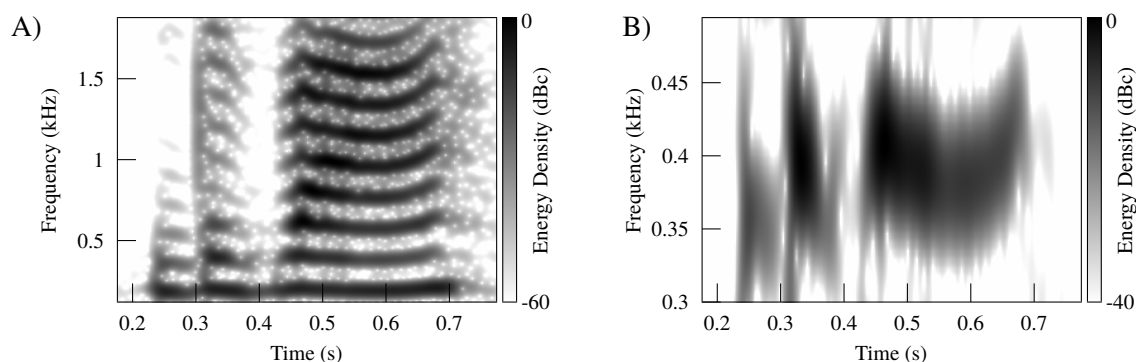 A)
Frequency (kHz)
1.5
1
0.5
0.2 0.3 0.4 0.5 0.6 0.7
Time (s)
0
-60
Energy Density (dBc)
B)
Frequency (kHz)
0.45
0.4
0.35
0.3
0.2 0.3 0.4 0.5 0.6 0.7
Time (s)
0
-40
Energy Density (dBc)